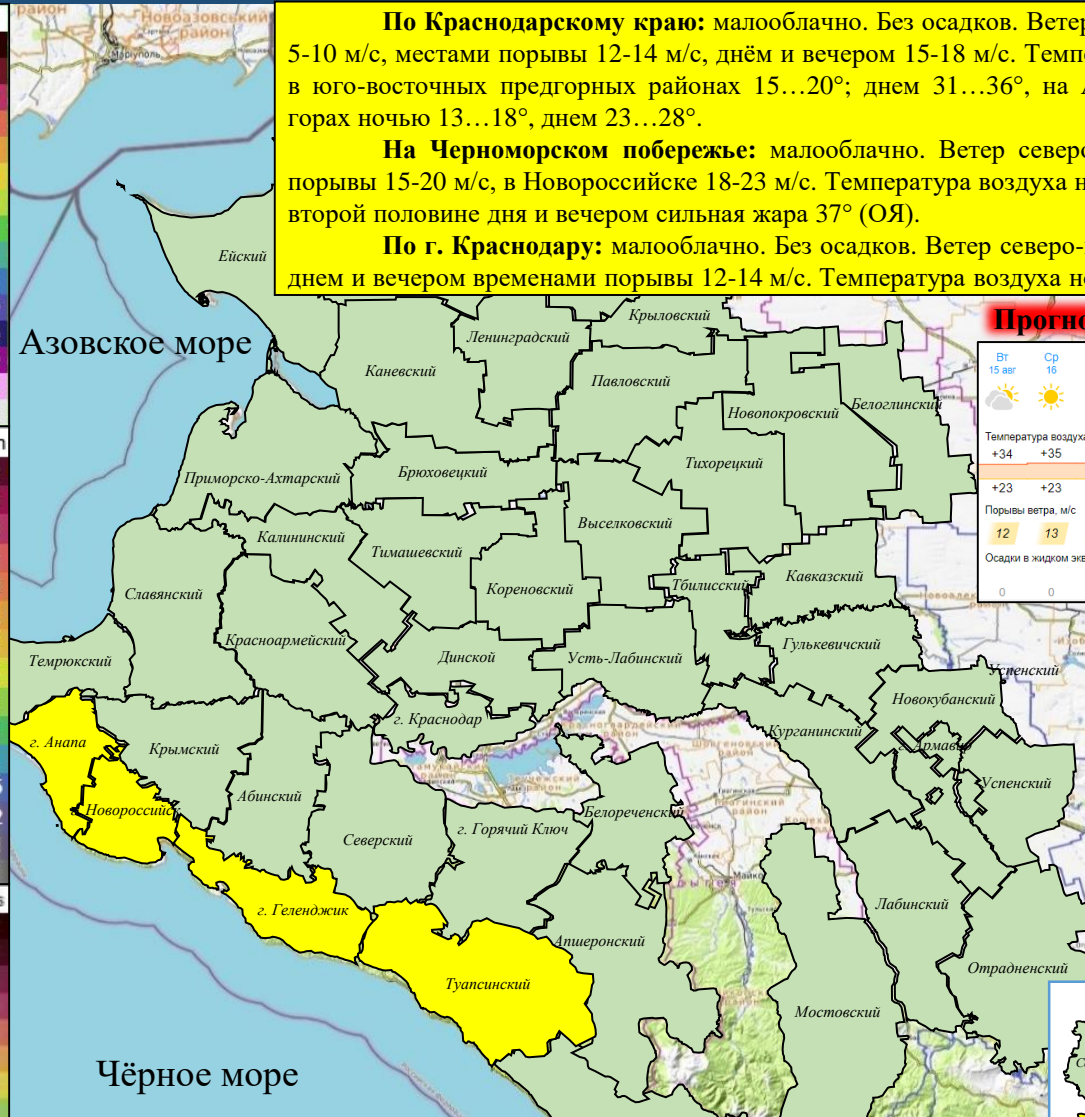 По Краснодарскому краю: малооблачно. Без осадков. Ветер
5-10 м/с, местами порывы 12-14 м/с, днём и вечером 15-18 м/с. Темпе
в юго-восточных предгорных районах 15…20°; днем 31…36°, на А
горах ночью 13…18°, днем 23…28°.
На Черноморском побережье: малооблачно. Ветер северо
порывы 15-20 м/с, в Новороссийске 18-23 м/с. Температура воздуха н
второй половине дня и вечером сильная жара 37° (ОЯ).
По г. Краснодару: малооблачно. Без осадков. Ветер северо-
днем и вечером временами порывы 12-14 м/с. Температура воздуха но
Прогно
Вт Ср
15 авг 16
Температура воздуха
+34 +35
+23 +23
Порывы ветра, м/с
12 13
Осадки в жидком экв
0 0
Новоазовский
район
Маріуполь
Ейский
Азовское море
Крыловский
Ленинградский
Каневский
Павловский
Новопокровский
Белоглинский
Тихорецкий
Приморско-Ахтарский
Брюховецкий
Выселковский
Калининский
Тимашевский
Кореновский
Тбилисский
Кавказский
Славянский
Красноармейский
Динской
Усть-Лабинский
Гулькевичский
Темрюкский
Успенский
Новокубанский
г. Краснодар
Курганинский
г. Анапа
Крымский
г. Армавир
Успенский
Абинский
Новороссийск
Северский
г. Горячий Ключ
Белореченский
г. Геленджик
Лабинский
Апшеронский
Туапсинский
Отрадненский
Мостовский
Чёрное море